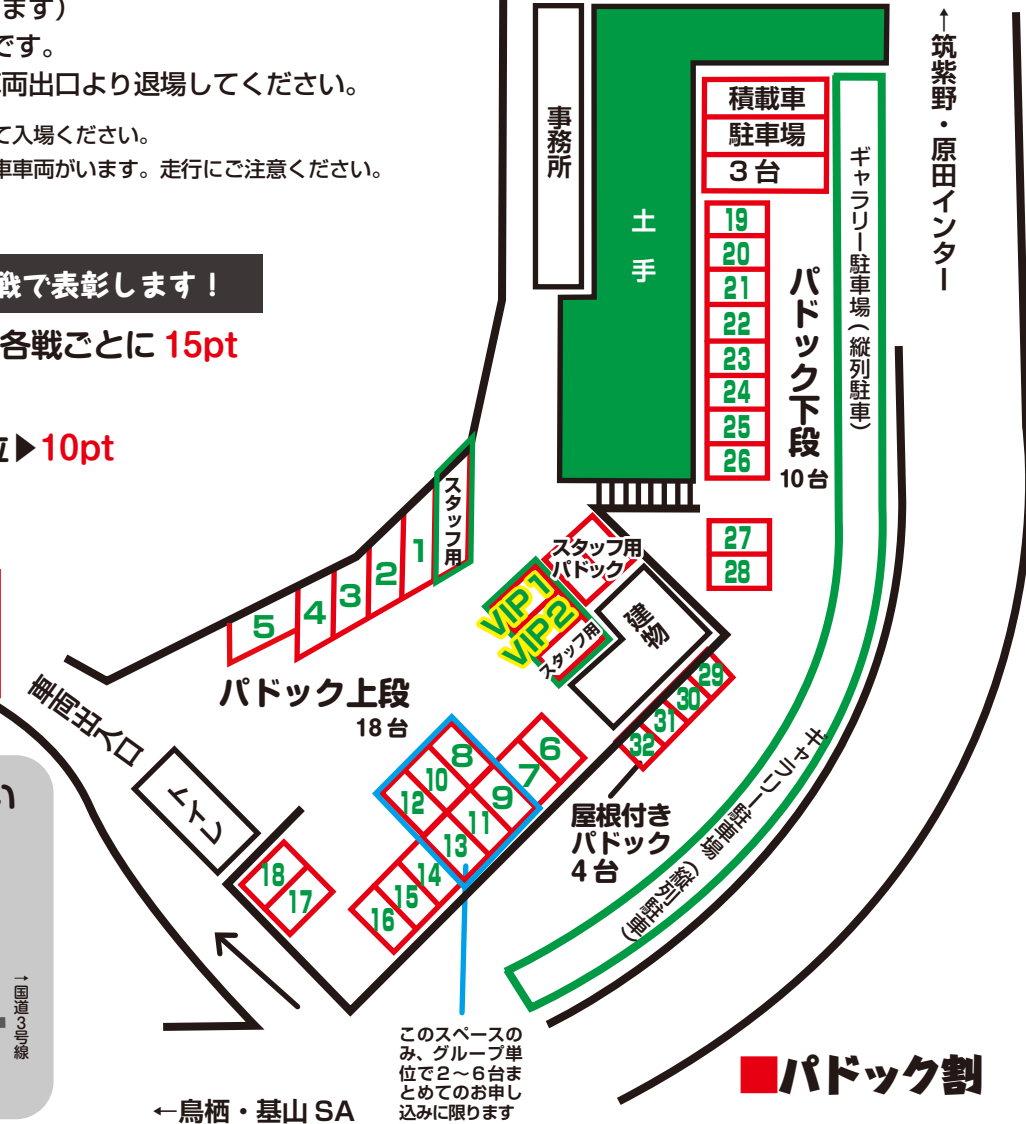 ます）
です。
両出口より退場してください。
て入場ください。
車車両がいます。走行にご注意ください。
戦で表彰します！
各戦ごとに 15pt
位▶10pt
事務所
土手
積載車
駐車場
3台
19
20
21
22
23
24
25
26
27
28
パドック下段
10台
ギャラリー駐車場（縦列駐車）
↑筑紫野・原田インター
スタッフ用
1
2
3
4
5
スタッフ用
パドック
VIP 1
VIP 2
スタッフ用
建物
パドック上段
18台
車両出入口
トイレ
6
7
8
9
10
11
12
13
14
15
16
17
18
29
30
31
32
屋根付き
パドック
4台
ギャラリー駐車場（縦列駐車）
い
↑国道3号線
このスペースの
み、グループ単
位で2～6台ま
とめてのお申し
込みに限ります
←鳥栖・基山 SA
■パドック割